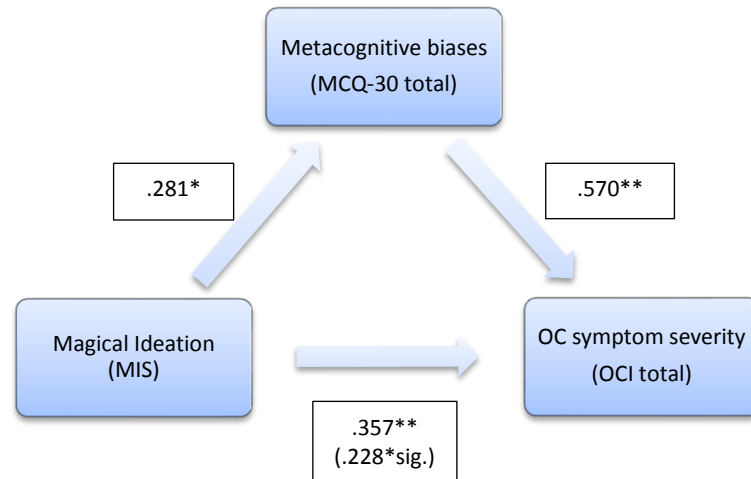 Metacognitive biases
(MCQ-30 total)
.281*
.570**
Magical Ideation
(MIS)
OC symptom severity
(OCI total)
.357**
(.228*sig.)